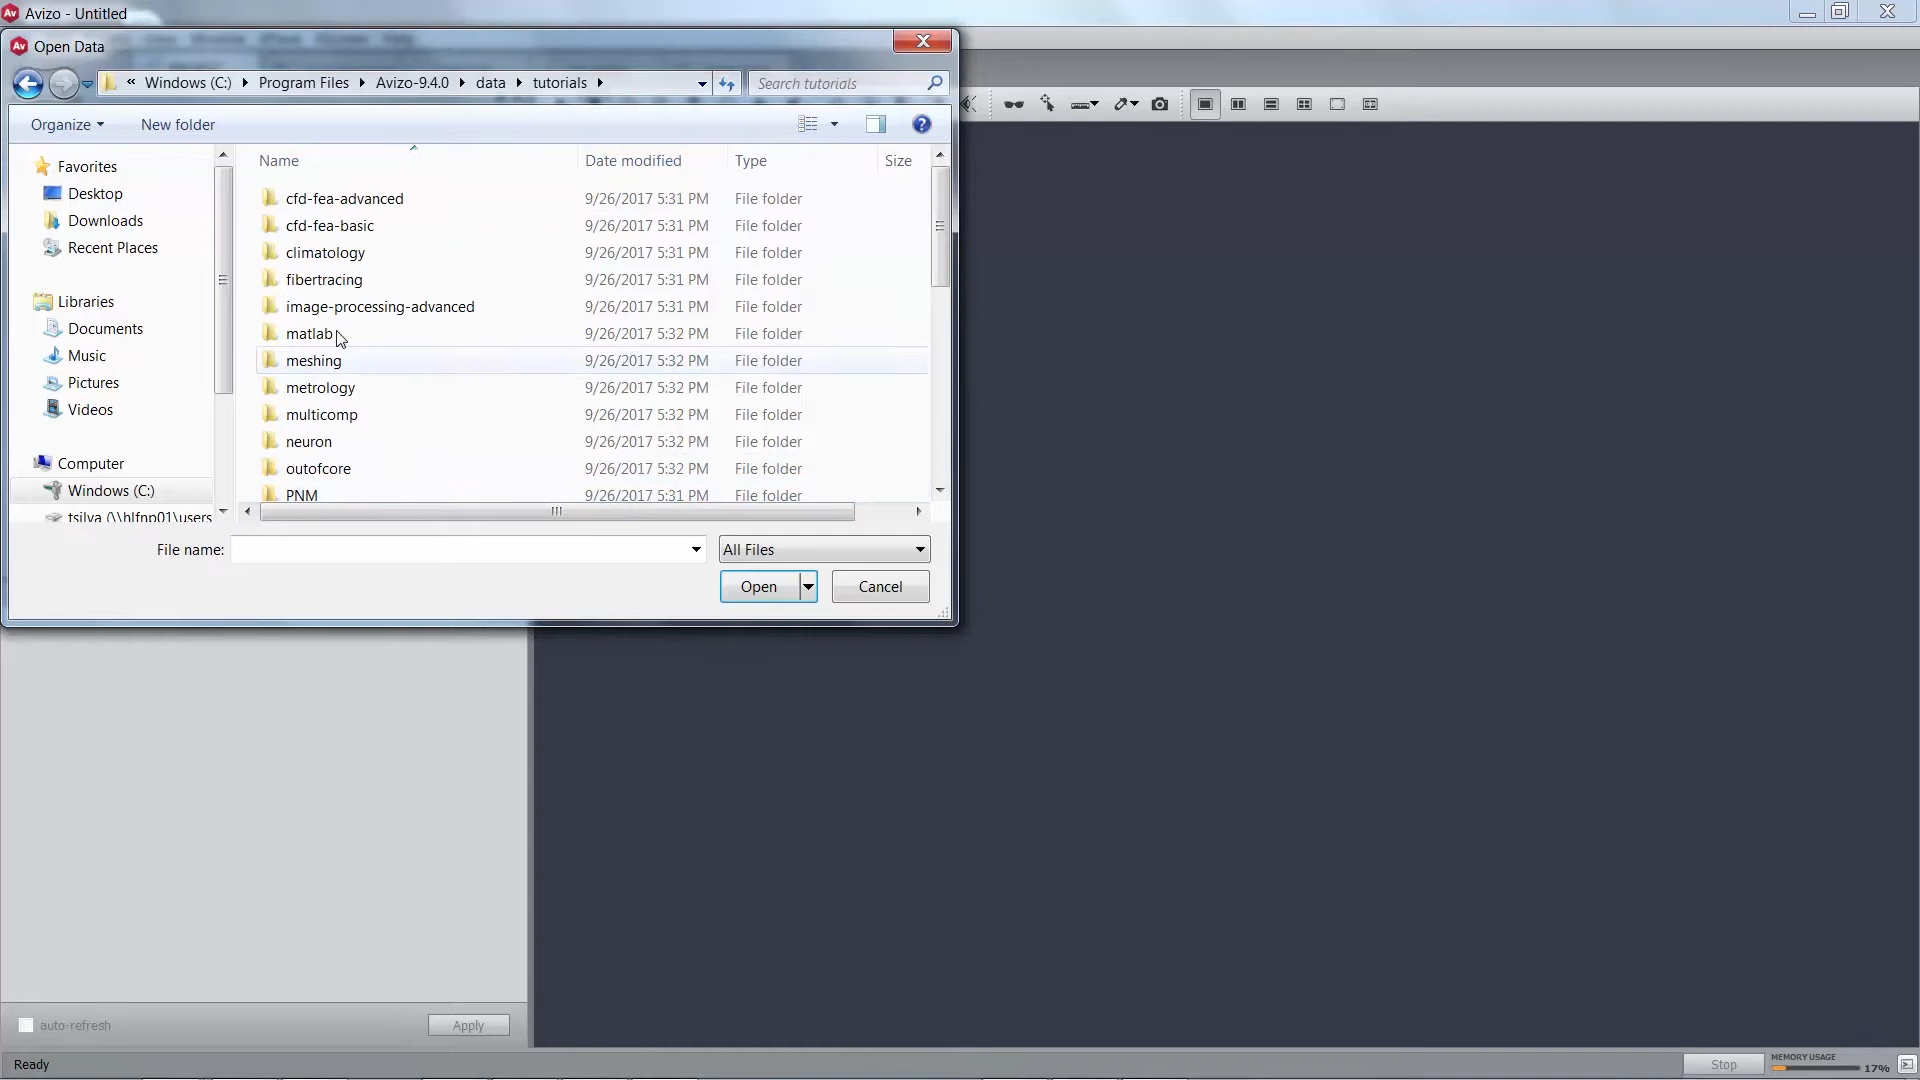 Avizo - Untitled
Open Data
« Windows (C:) Program Files Avizo-9.4.0 data tutorials
Search tutorials
Organize New folder
Name Date modified Type Size
Favorites
Desktop
Downloads
Recent Places
Libraries
Documents
Music
Pictures
Videos
Computer
Windows (C:)
tsilva (\\hlfnp01\users
cfd-fea-advanced 9/26/2017 5:31 PM File folder
cfd-fea-basic 9/26/2017 5:31 PM File folder
climatology 9/26/2017 5:31 PM File folder
fibertracing 9/26/2017 5:31 PM File folder
image-processing-advanced 9/26/2017 5:31 PM File folder
matlab 9/26/2017 5:32 PM File folder
meshing 9/26/2017 5:32 PM File folder
metrology 9/26/2017 5:32 PM File folder
multicomp 9/26/2017 5:32 PM File folder
neuron 9/26/2017 5:32 PM File folder
outofcore 9/26/2017 5:32 PM File folder
PNM 9/26/2017 5:31 PM File folder
File name: All Files
Open Cancel
auto-refresh Apply
Ready Stop MEMORY USAGE 17%